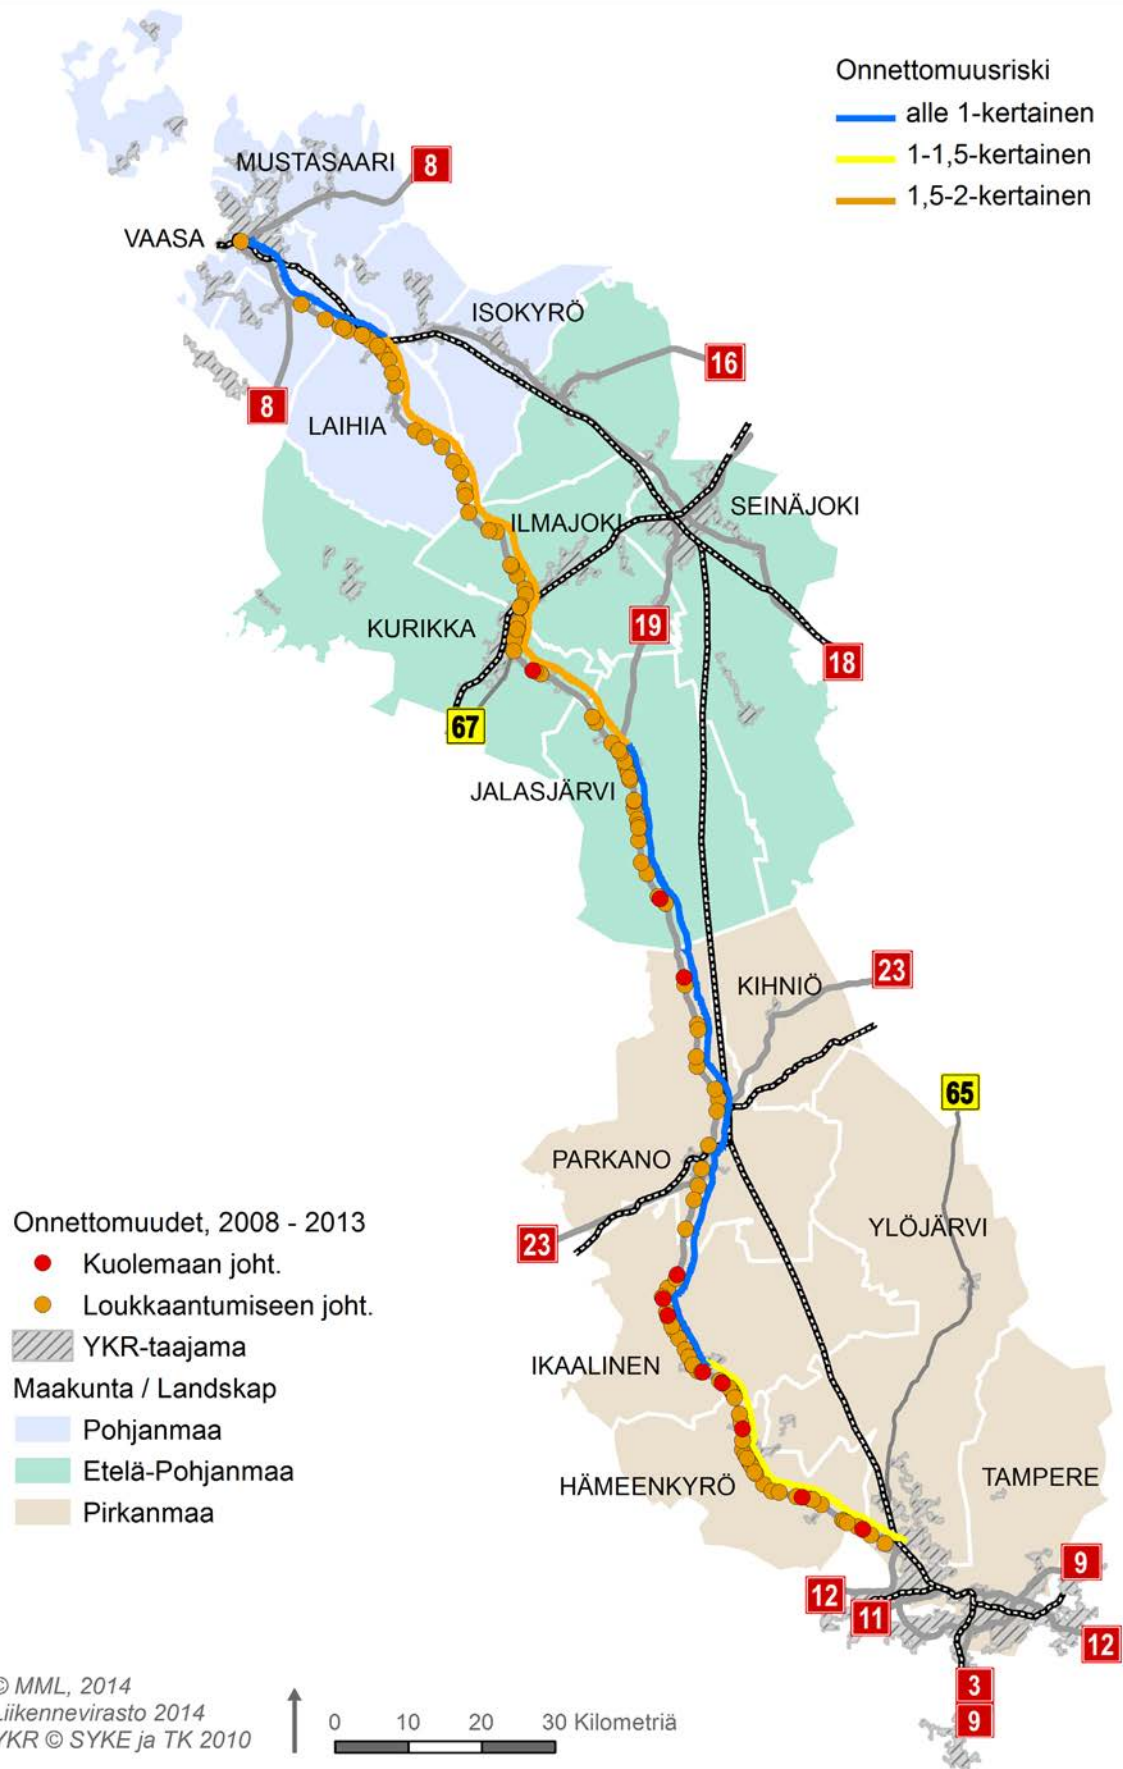 Onnettomuusriski
alle 1-kertainen
1-1,5-kertainen
1,5-2-kertainen
MUSTASAARI
8
VAASA
ISOKYRÖ
16
8
LAIHIA
SEINÄJOKI
ILMAJOKI
KURIKKA
19
18
67
JALASJÄRVI
23
KIHNIÖ
65
PARKANO
YLÖJÄRVI
23
Onnettomuudet, 2008 - 2013
Kuolemaan joht.
Loukkaantumiseen joht.
YKR-taajama
Maakunta / Landskap
Pohjanmaa
Etelä-Pohjanmaa
Pirkanmaa
IKAALINEN
HÄMEENKYRÖ
TAMPERE
9
12
11
12
3
9
© MML, 2014
Liikennevirasto 2014
YKR © SYKE ja TK 2010
0 10 20 30 Kilometriä